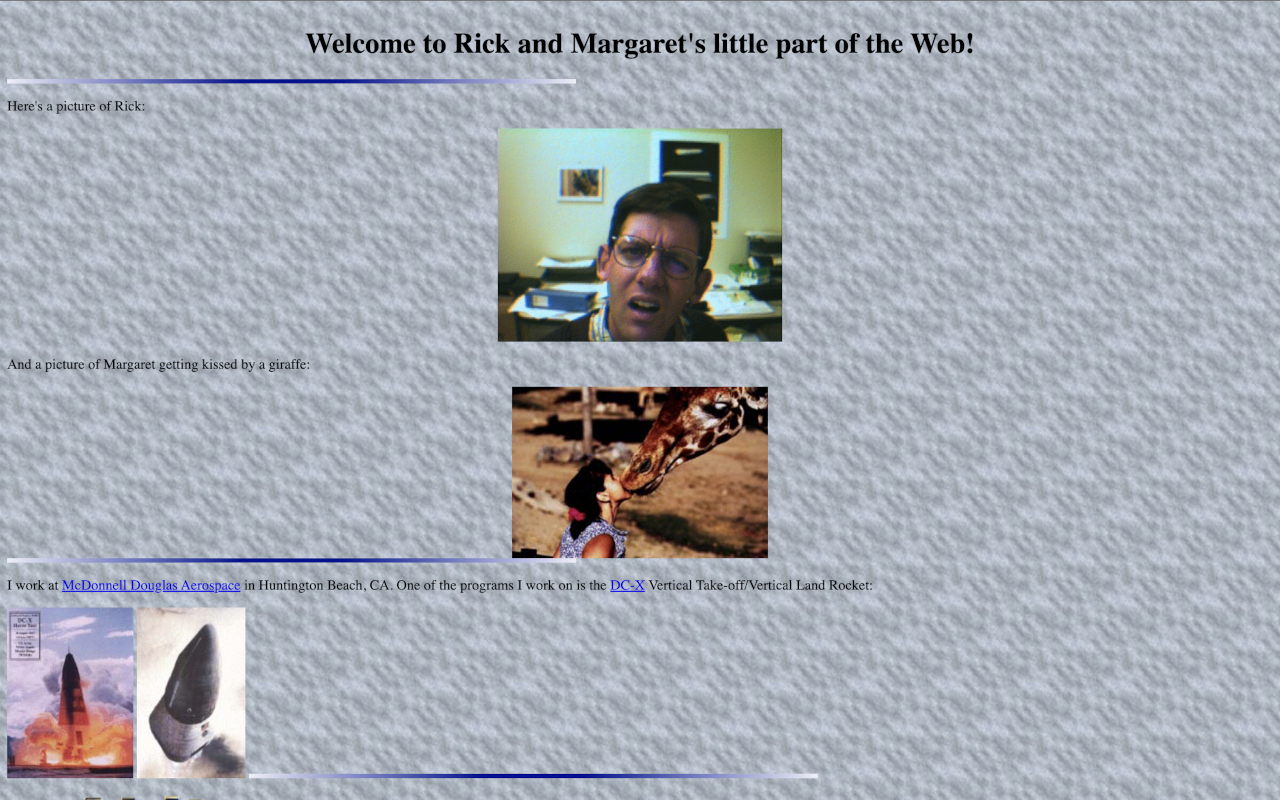 Welcome to Rick and Margaret's little part of the Web!
Here's a picture of Rick:
And a picture of Margaret getting kissed by a giraffe:
I work at McDonnell Douglas Aerospace in Huntington Beach, CA. One of the programs I work on is the DC-X Vertical Take-off/Vertical Land Rocket:
DC-X